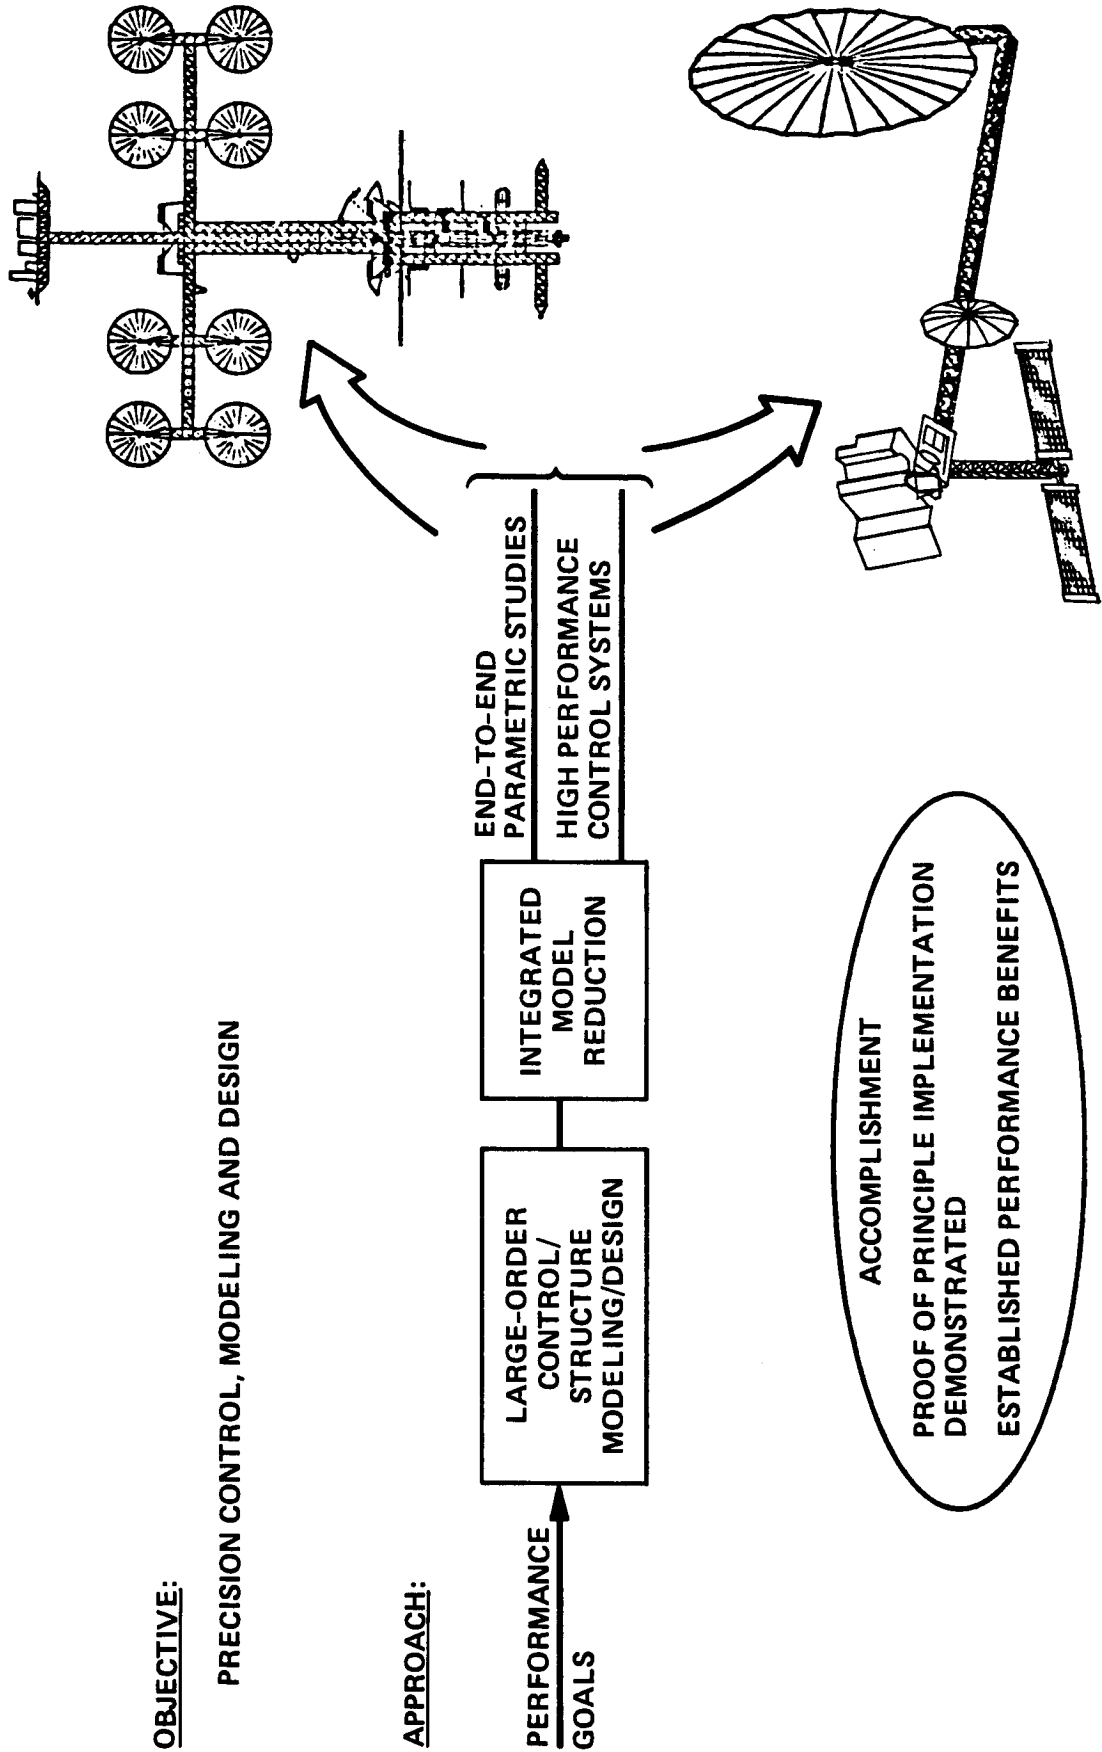 OBJECTIVE:
PRECISION CONTROL, MODELING AND DESIGN
APPROACH:
PERFORMANCE
GOALS
LARGE-ORDER
CONTROL/
STRUCTURE
MODELING/DESIGN
INTEGRATED
MODEL
REDUCTION
END-TO-END
PARAMETRIC STUDIES
HIGH PERFORMANCE
CONTROL SYSTEMS
ACCOMPLISHMENT
PROOF OF PRINCIPLE IMPLEMENTATION
DEMONSTRATED
ESTABLISHED PERFORMANCE BENEFITS